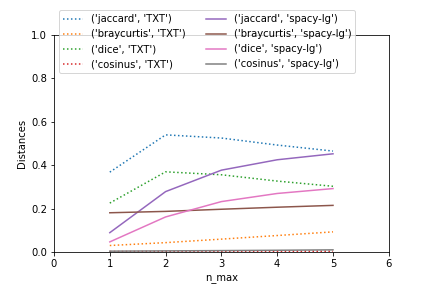 ('jaccard', 'TXT')
('braycurtis', 'TXT')
('dice', 'TXT')
('cosinus', 'TXT')
('jaccard', 'spacy-lg')
('braycurtis', 'spacy-lg')
('dice', 'spacy-lg')
('cosinus', 'spacy-lg')
1.0
0.8
0.6
0.4
0.2
0.0
Distances
0 1 2 3 4 5 6
n_max